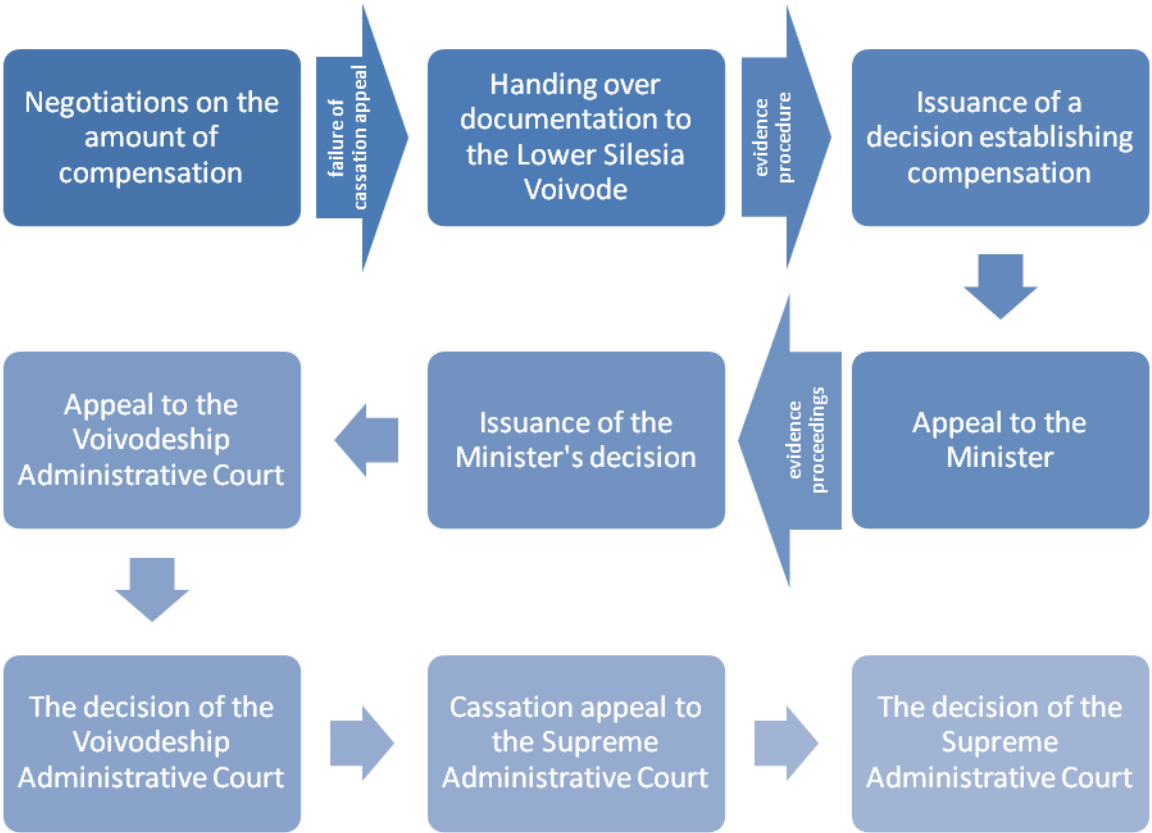 Negotiations on the
amount of
compensation
failure of
cassation appeal
Handing over
documentation to
the Lower Silesia
Voivode
evidence
procedure
Issuance of a
decision establishing
compensation
Appeal to the
Minister
evidence
proceedings
Issuance of the
Minister's decision
Appeal to the
Voivodeship
Administrative Court
The decision of the
Voivodeship
Administrative Court
Cassation appeal to
the Supreme
Administrative Court
The decision of the
Supreme
Administrative Court